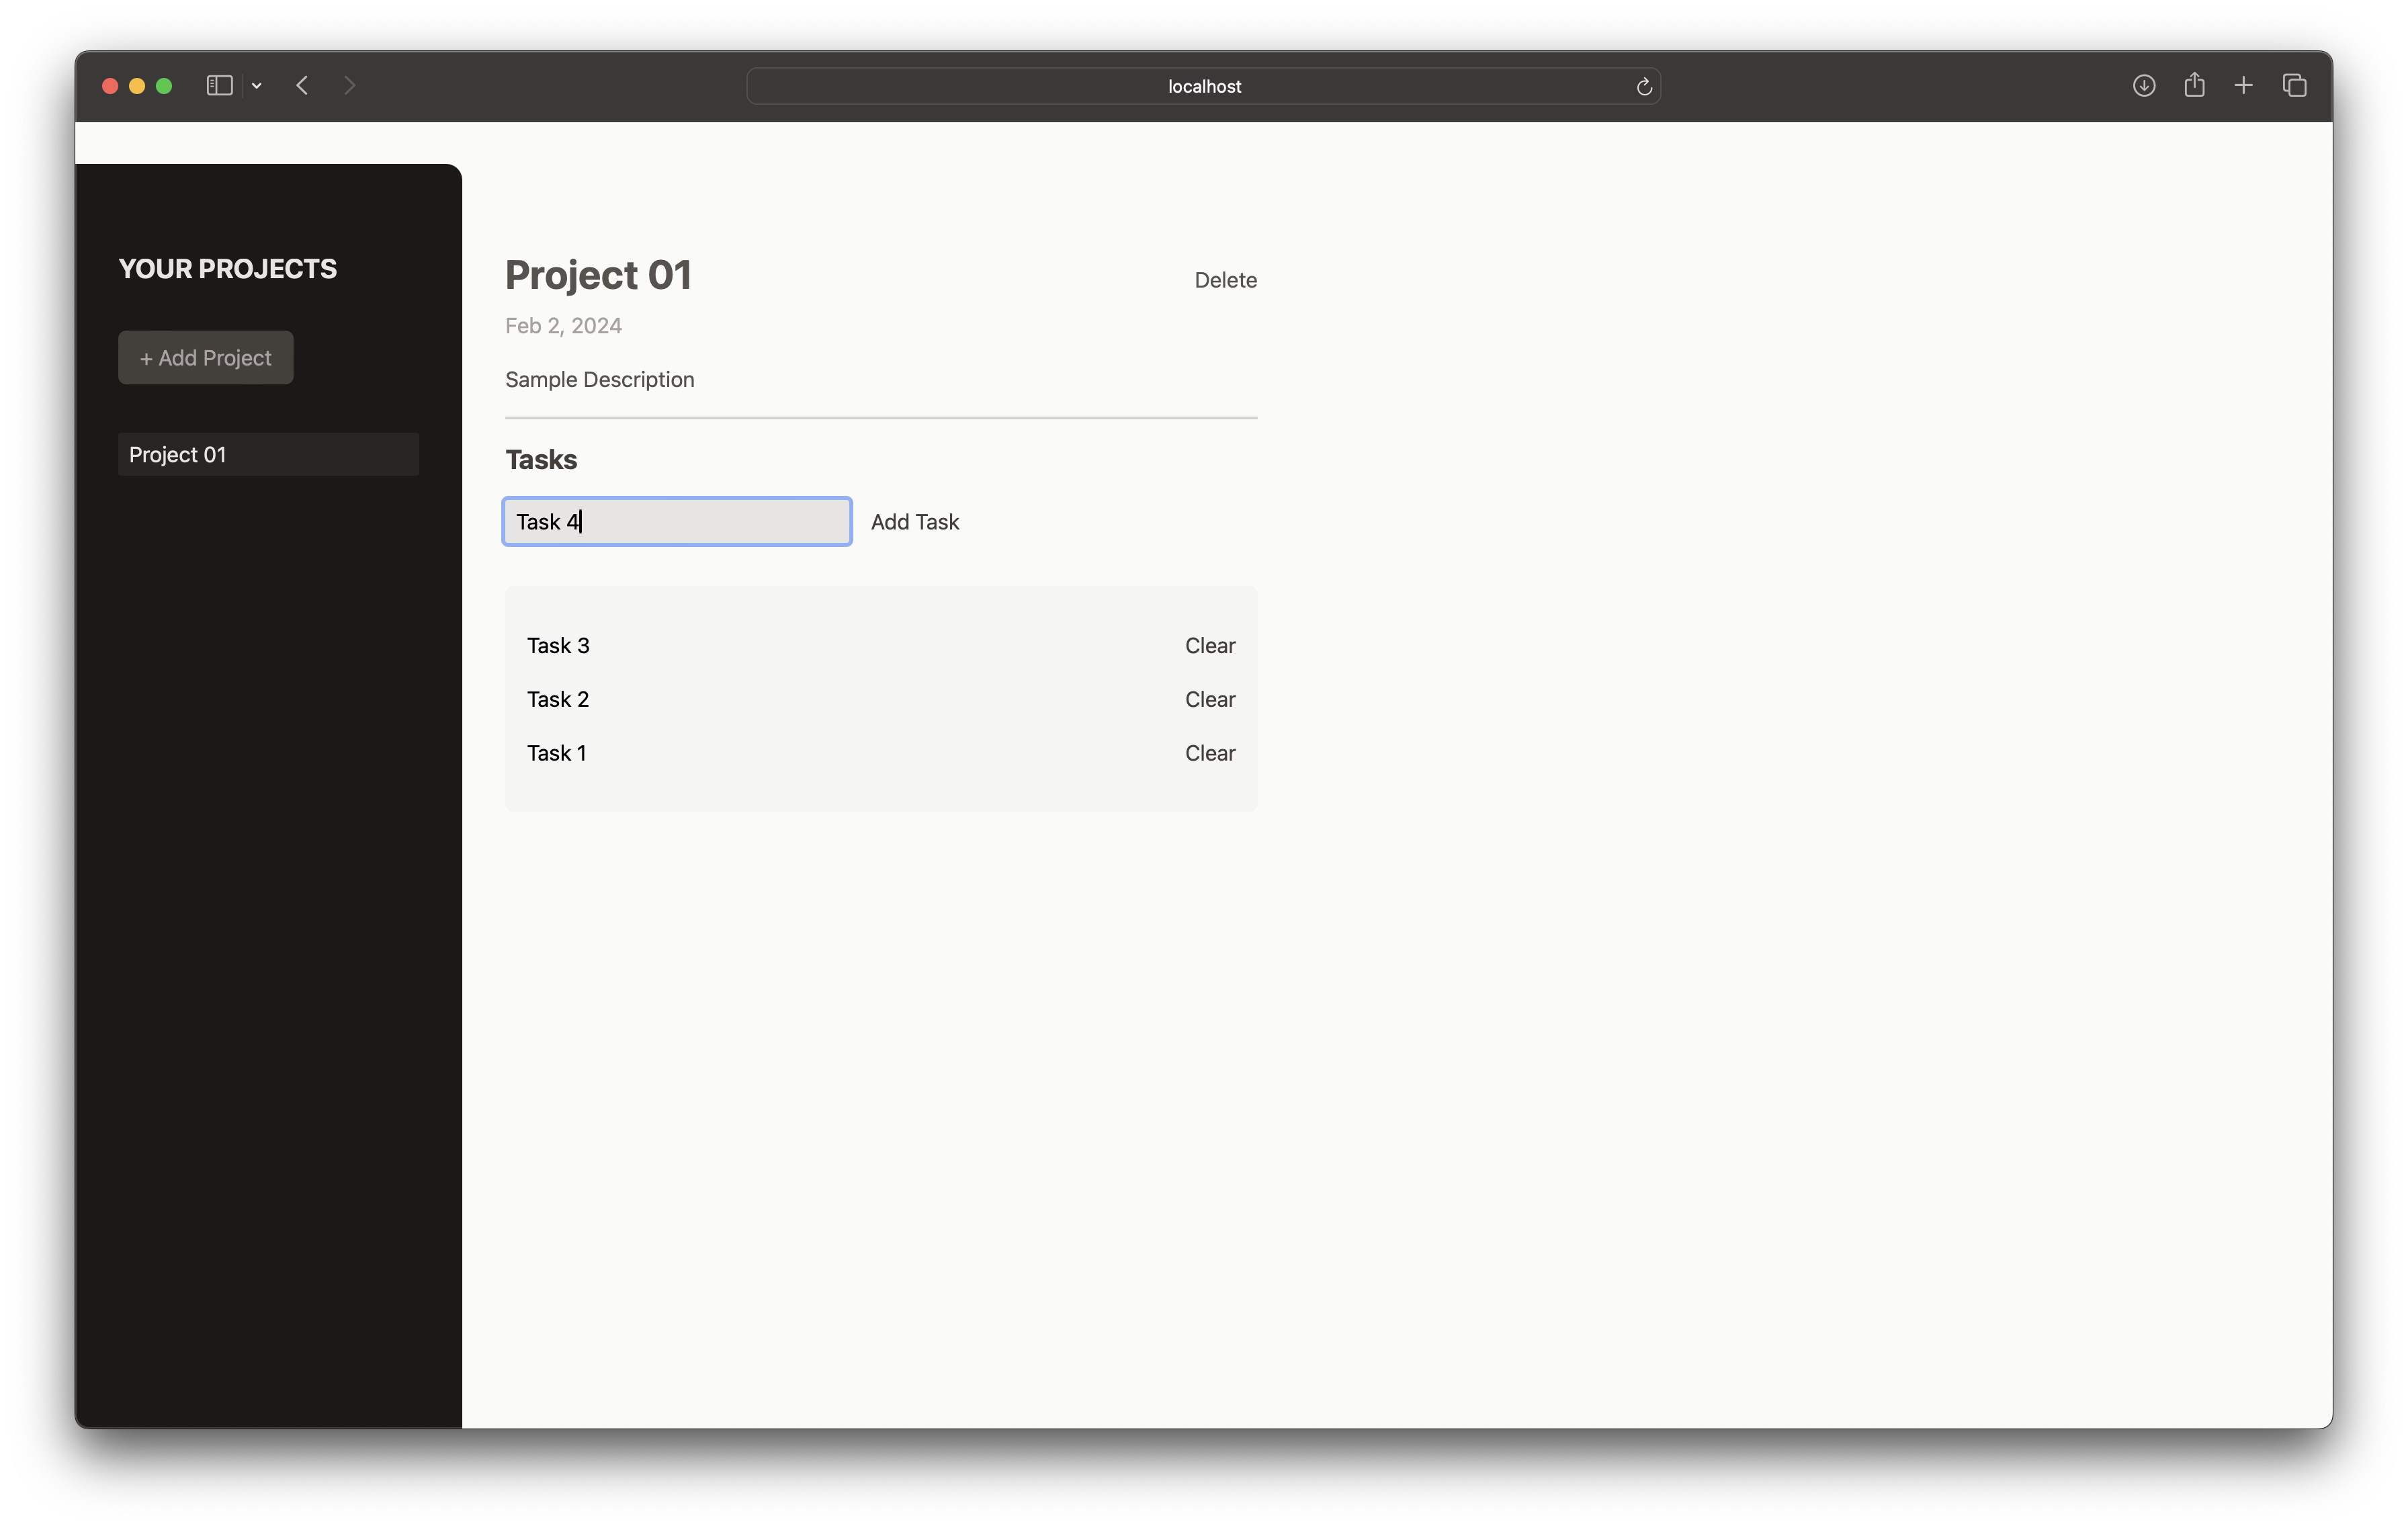 localhost
YOUR PROJECTS
+ Add Project
Project 01
Project 01
Delete
Feb 2, 2024
Sample Description
Tasks
Task 4
Add Task
Task 3
Clear
Task 2
Clear
Task 1
Clear